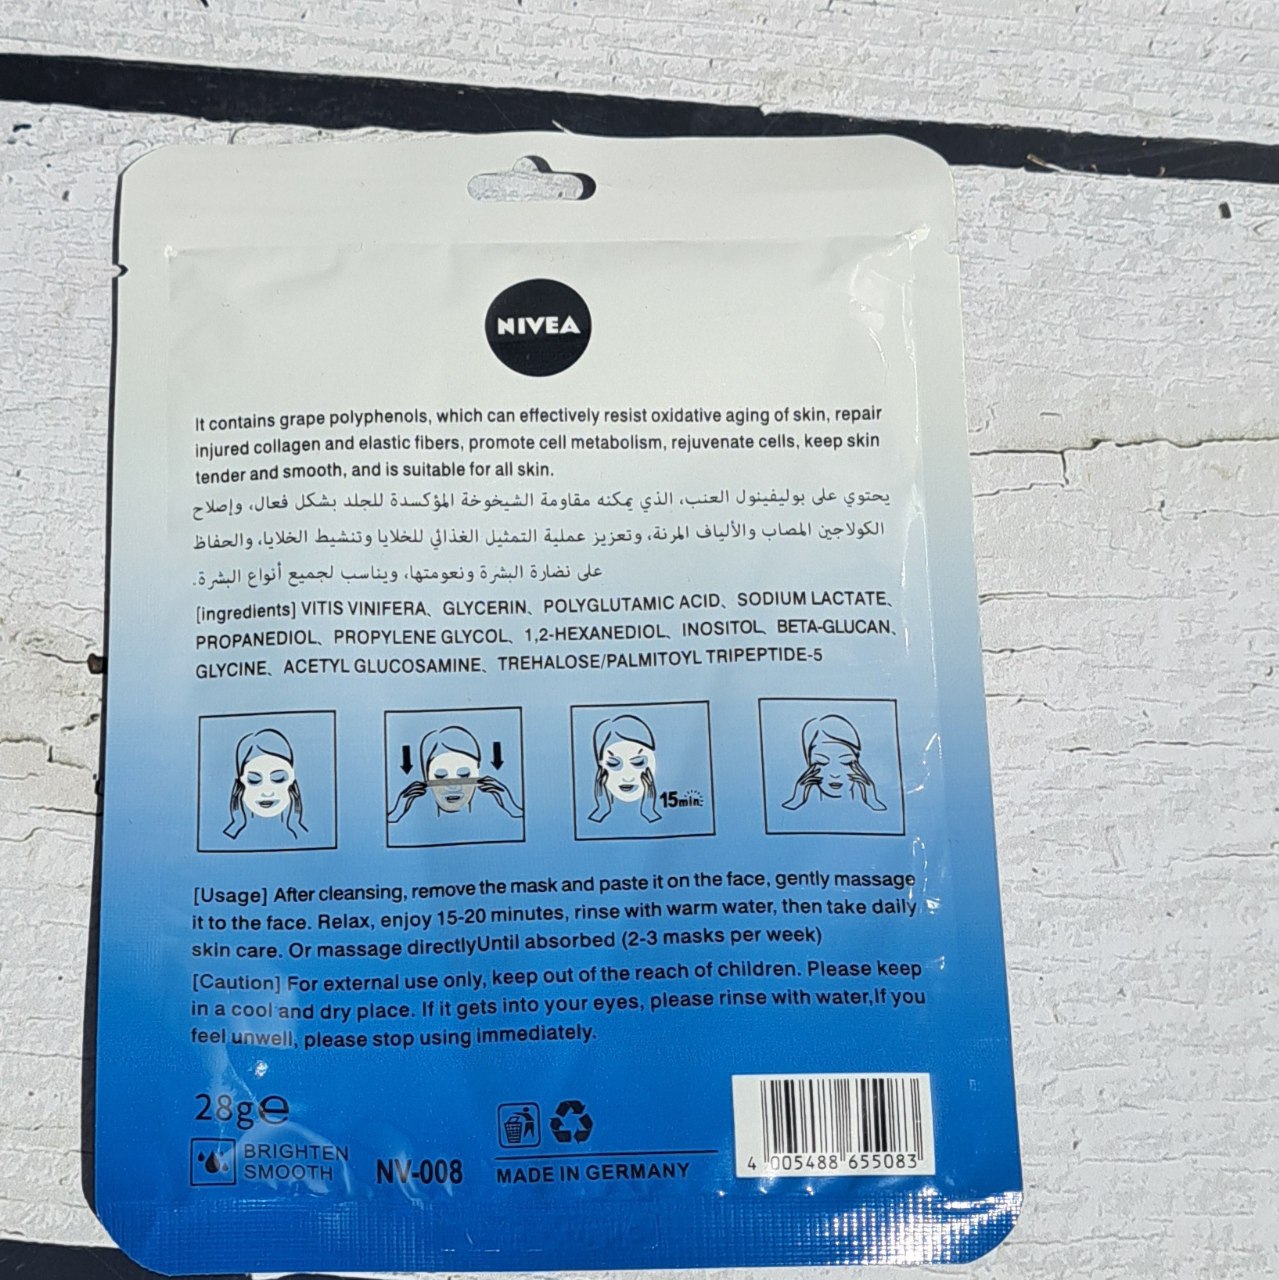 NIVEA
It contains grape polyphenols, which can effectively resist oxidative aging of skin, repair
injured collagen and elastic fibers, promote cell metabolism, rejuvenate cells, keep skin
tender and smooth, and is suitable for all skin.
يحتوي على بوليفينول العنب، الذي يمكنه مقاومة الشيخوخة المؤكسدة للجلد بشكل فعال، وإصلاح
الكولاجين المصاب والألياف المرنة، وتعزيز عملية التمثيل الغذائي للخلايا وتنشيط الخلايا، والحفاظ
على نضارة البشرة ونعومتها، ويناسب لجميع أنواع البشرة.
[ingredients] VITIS VINIFERA、GLYCERIN、POLYGLUTAMIC ACID、SODIUM LACTATE、
PROPANEDIOL、PROPYLENE GLYCOL、1,2-HEXANEDIOL、INOSITOL、BETA-GLUCAN、
GLYCINE、ACETYL GLUCOSAMINE、TREHALOSE/PALMITOYL TRIPEPTIDE-5
15min
[Usage] After cleansing, remove the mask and paste it on the face, gently massage
it to the face. Relax, enjoy 15-20 minutes, rinse with warm water, then take daily
skin care. Or massage directlyUntil absorbed (2-3 masks per week)
[Caution] For external use only, keep out of the reach of children. Please keep
in a cool and dry place. If it gets into your eyes, please rinse with water,If you
feel unwell, please stop using immediately.
28g℮
BRIGHTEN
SMOOTH
NV-008
MADE IN GERMANY
4 005488 655083